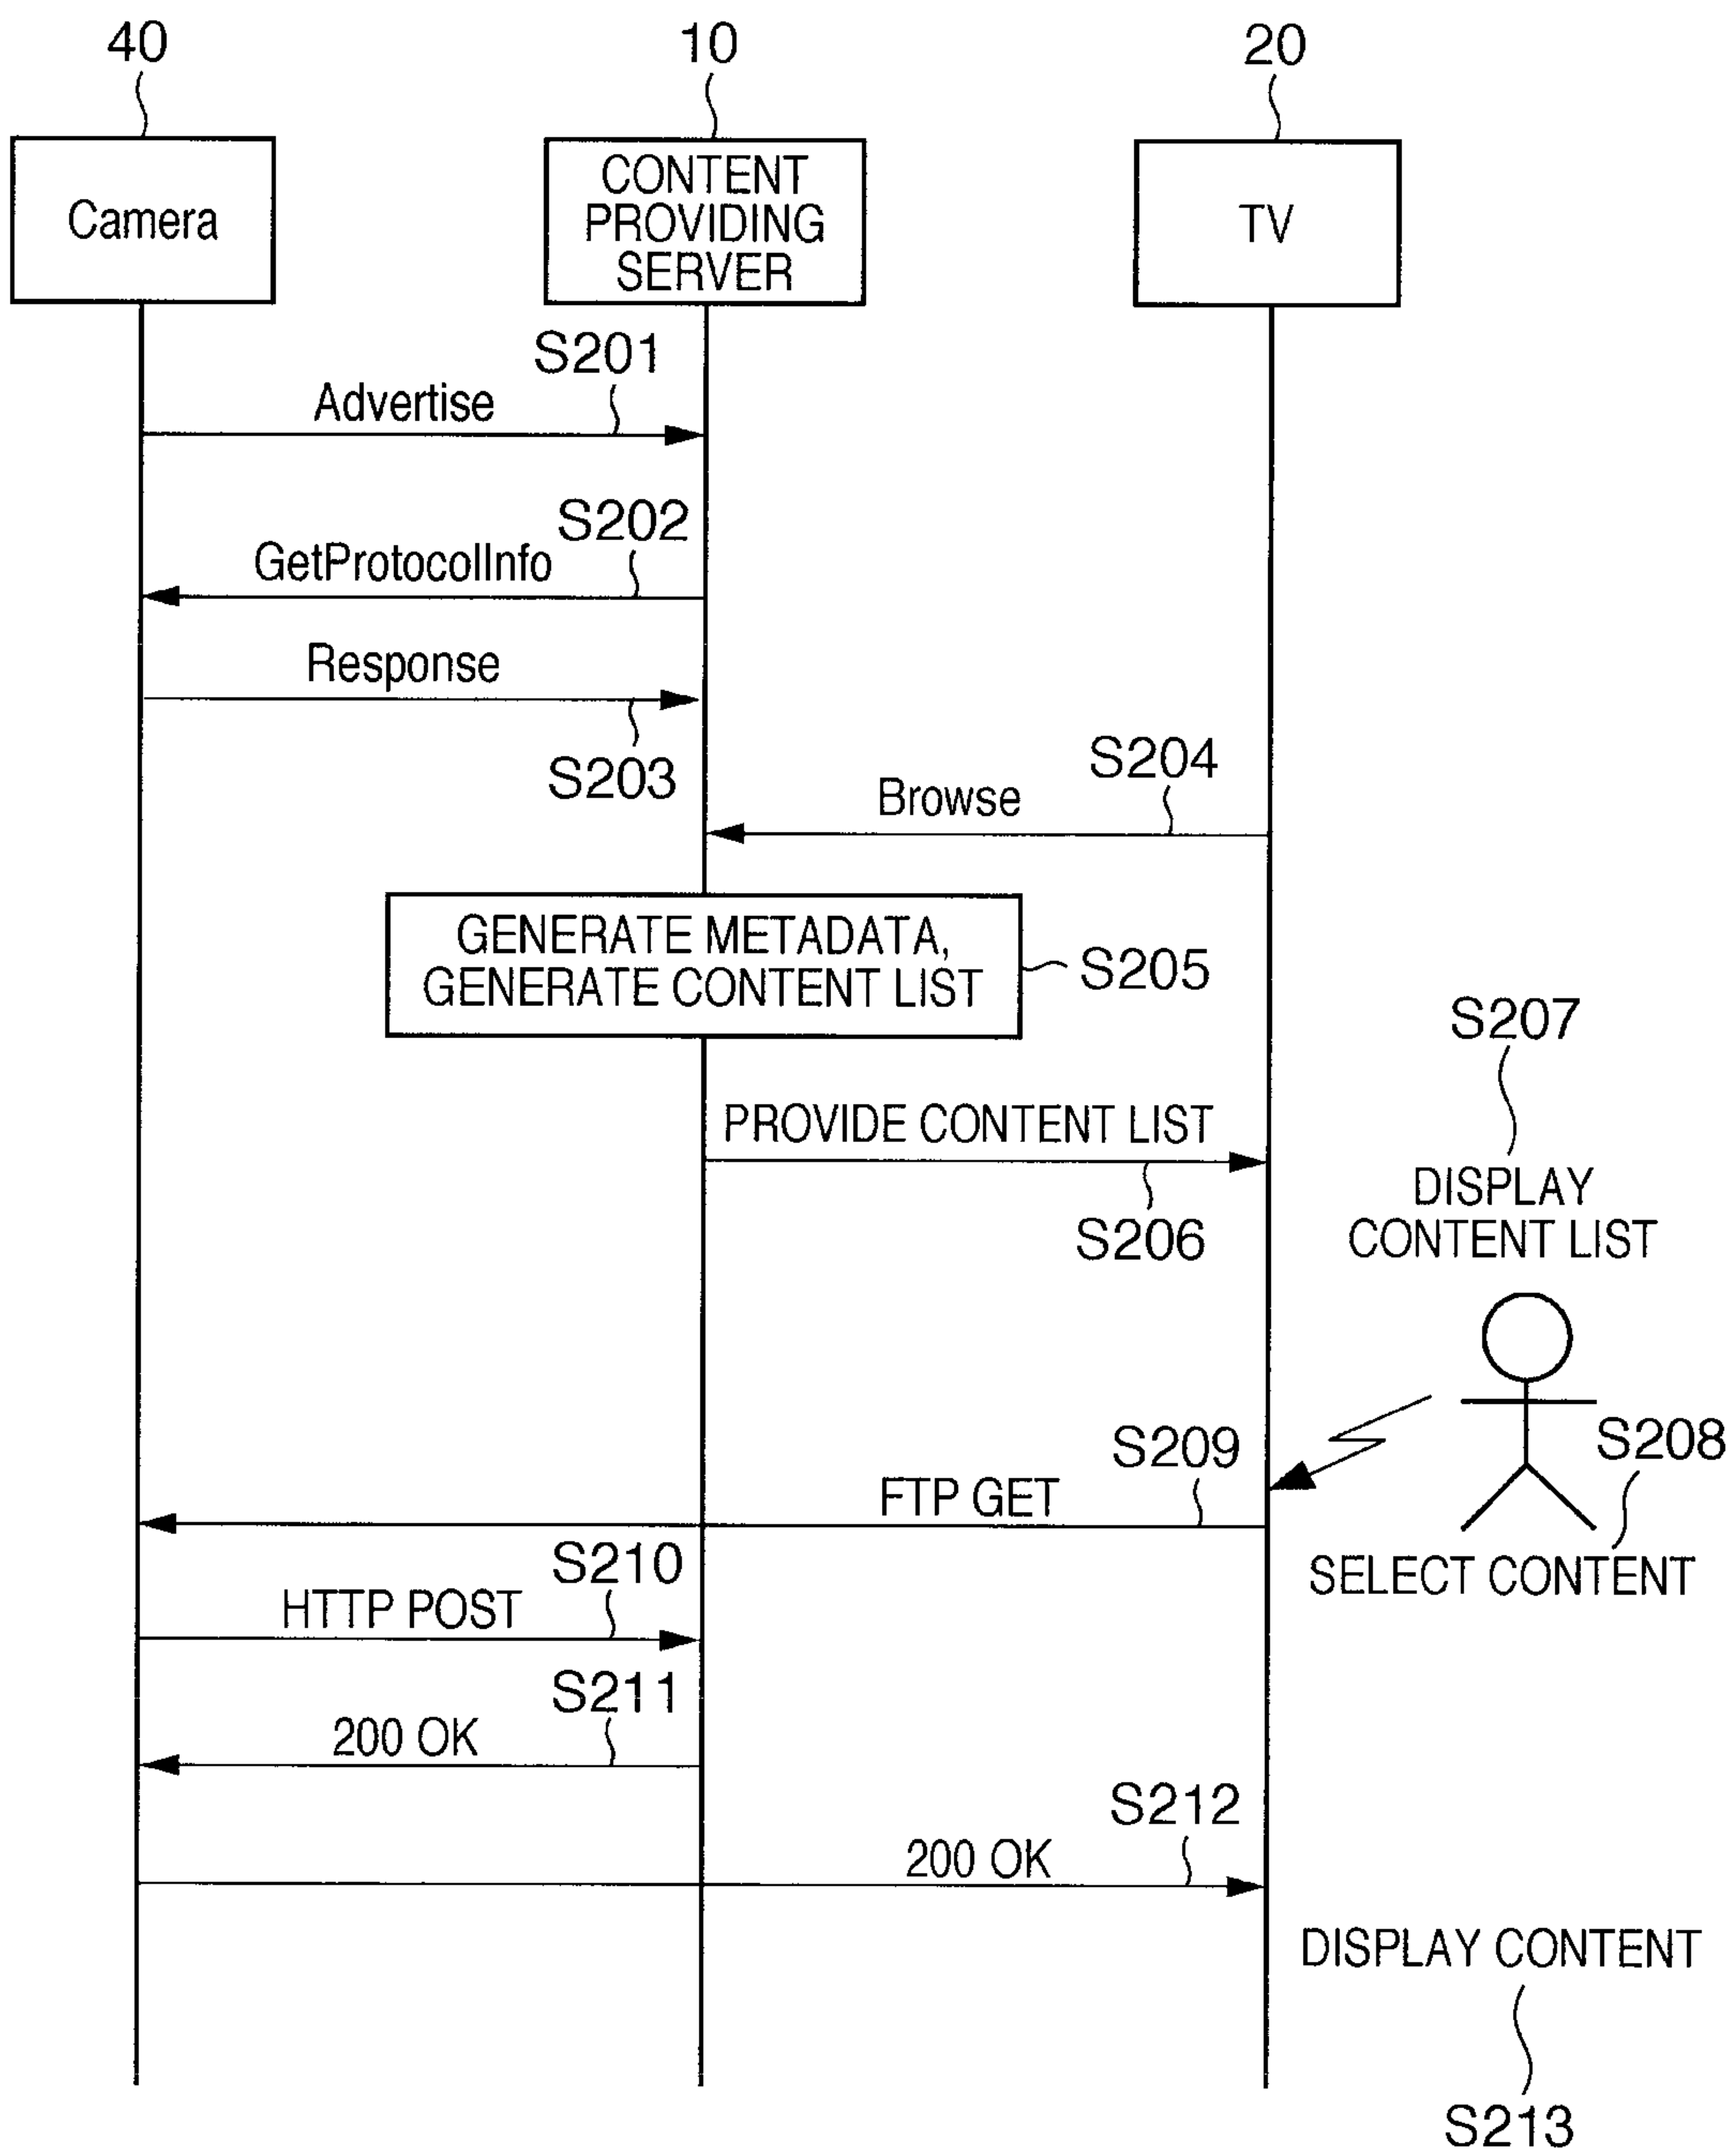 40
10
20
Camera
CONTENT
PROVIDING
SERVER
TV
S201
Advertise
S202
GetProtocolInfo
Response
S203
S204
Browse
GENERATE METADATA,
GENERATE CONTENT LIST
S205
S207
PROVIDE CONTENT LIST
S206
DISPLAY
CONTENT LIST
S209
S208
FTP GET
SELECT CONTENT
S210
HTTP POST
S211
200 OK
S212
200 OK
DISPLAY CONTENT
S213